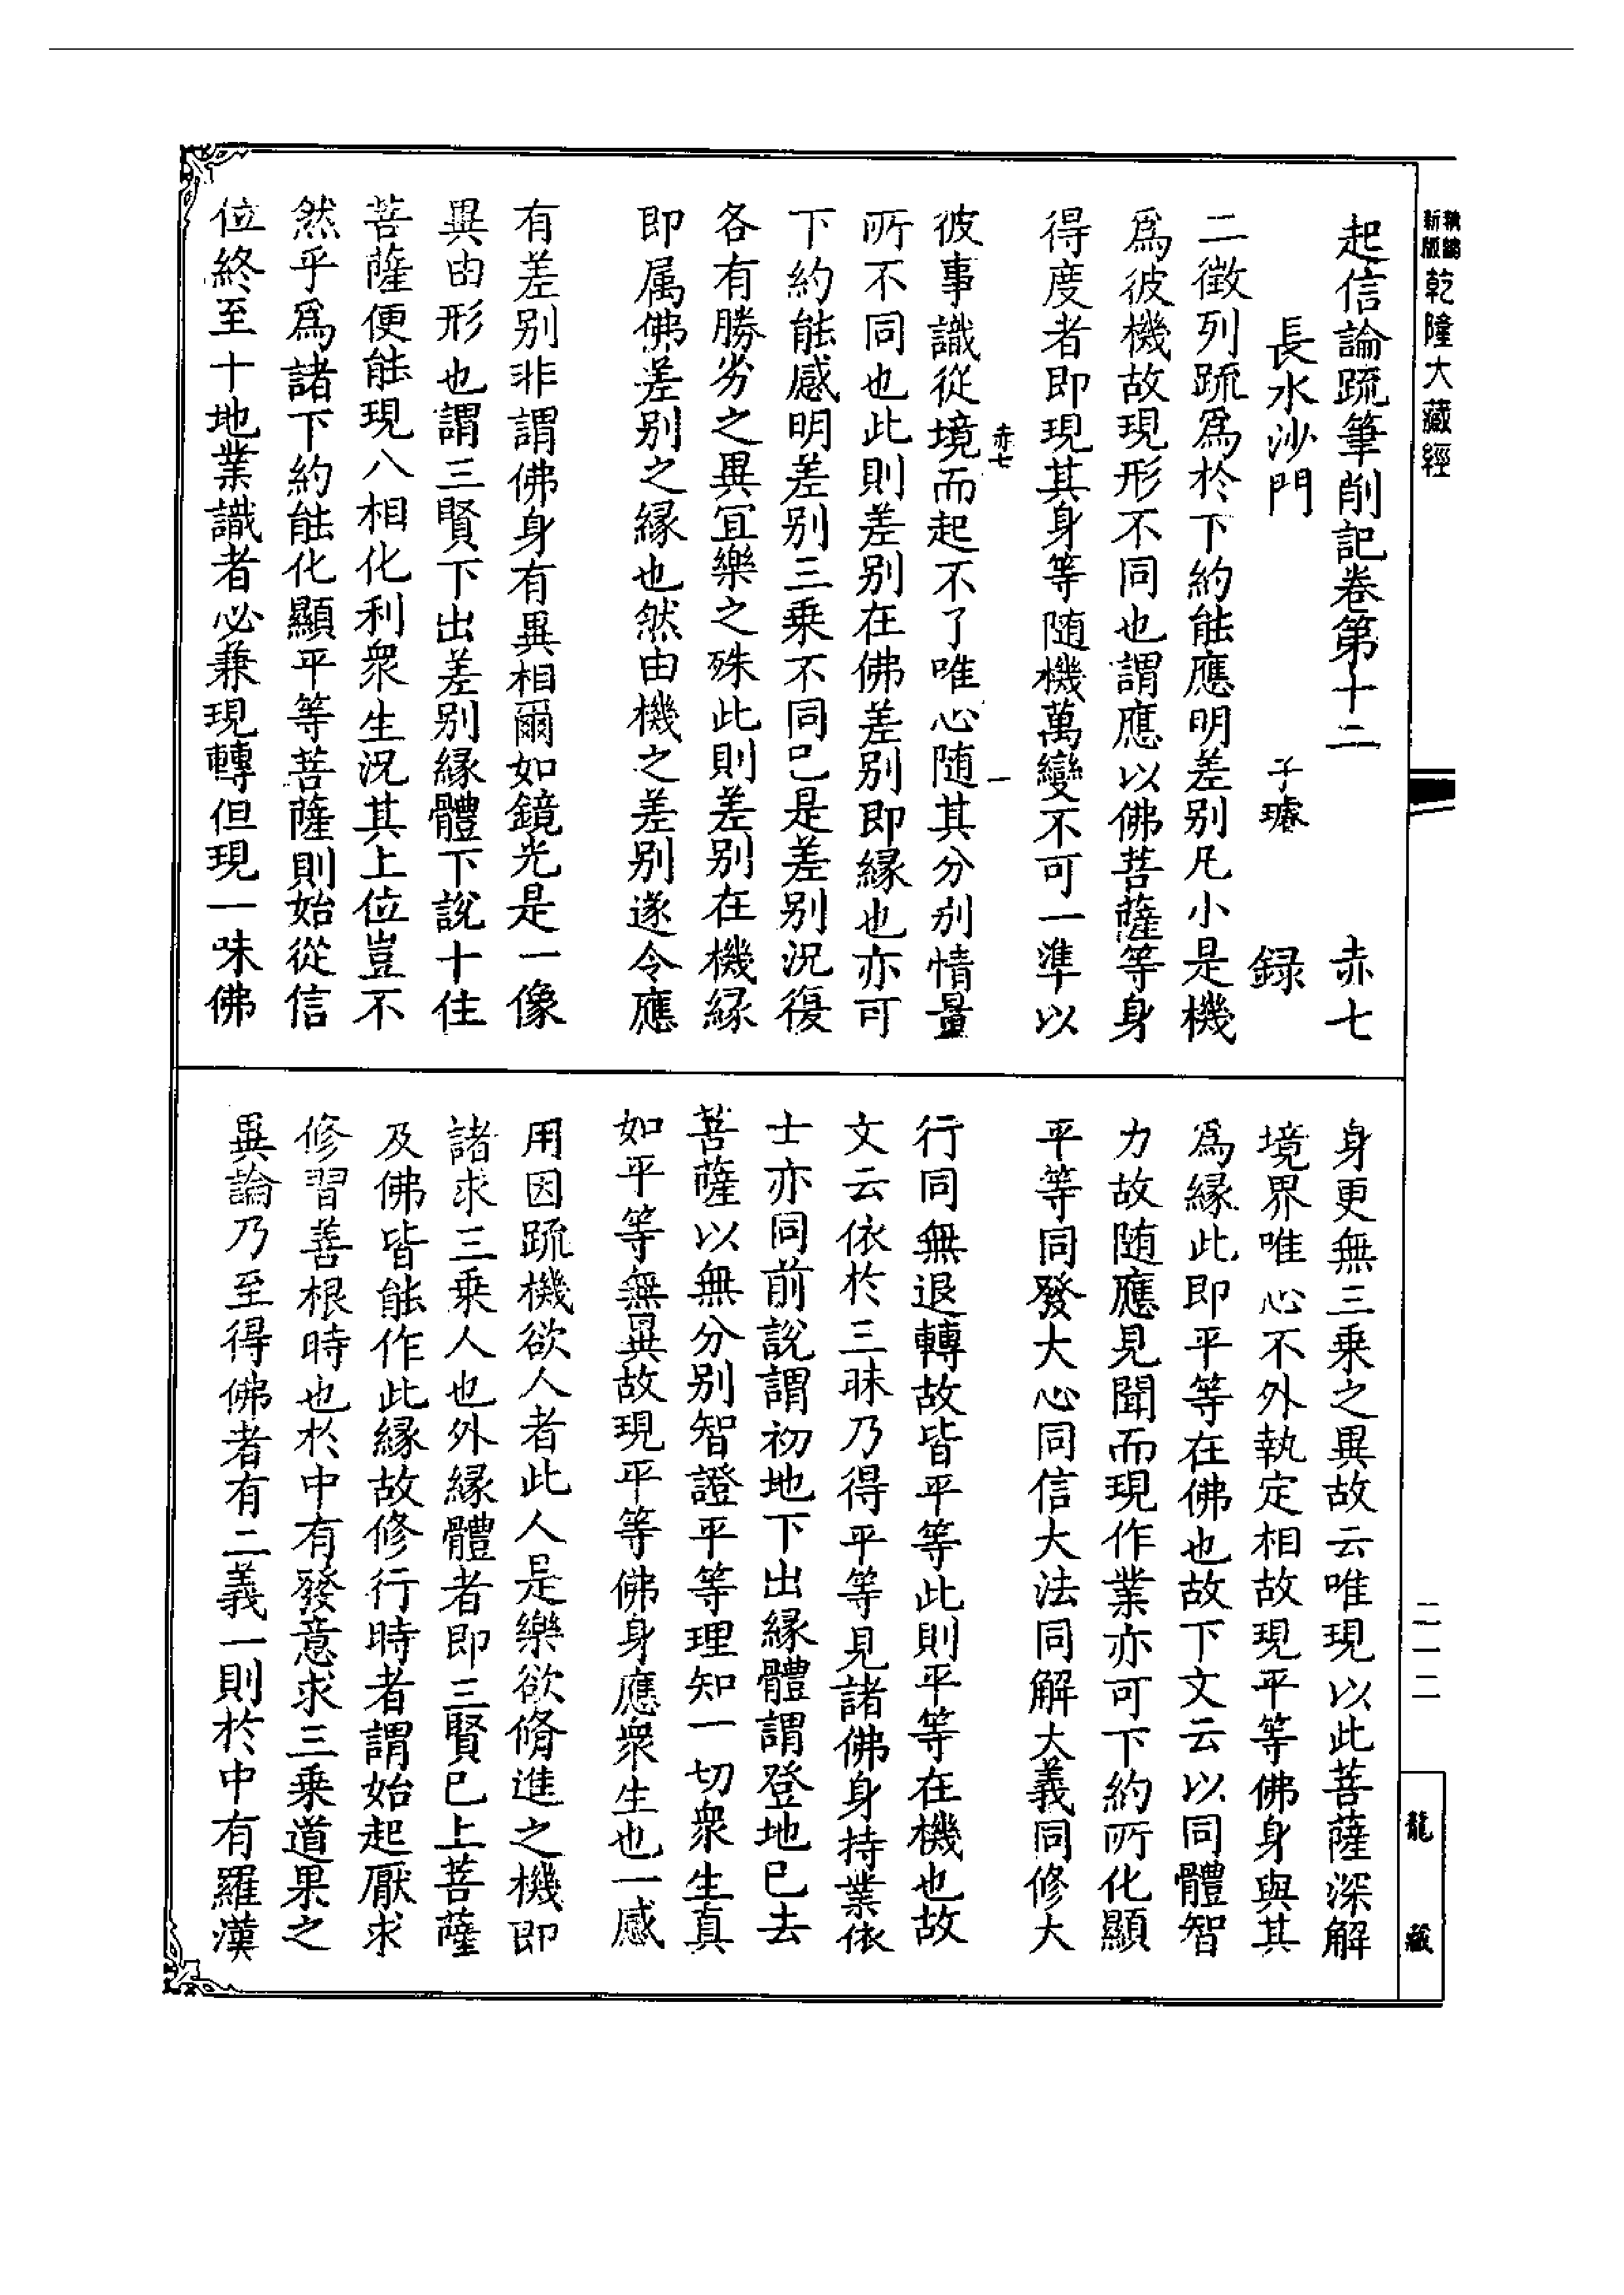 新版
精縮
乾隆大藏經
起信論疏筆削記卷第十二 赤七
長水沙門 子璿 録
二徵列疏爲於下約能應明差别凡小是機
爲彼機故現形不同也謂應以佛菩薩等身
得度者即現其身等随機萬變不可一準以
赤七 一
彼事識從境而起不了唯心随其分别情量
所不同也此則差别在佛差别即縁也亦可
下約能感明差别三乗不同已是差别況復
各有勝劣之異冝樂之殊此則差别在機縁
即属佛差别之縁也然由機之差别遂令應
有差别非謂佛身有異相爾如鏡光是一像
異由形也謂三賢下出差别縁體下說十住
菩薩便能現八相化利衆生況其上位豈不
然乎爲諸下約能化顯平等菩薩則始從信
位終至十地業識者必兼現轉但現一味佛
身更無三乗之異故云唯現以此菩薩深解
境界唯心不外執定相故現平等佛身與其
爲縁此即平等在佛也故下文云以同體智
力故随應見聞而現作業亦可下約所化顯
平等同發大心同信大法同解大義同修大
行同無退轉故皆平等此則平等在機也故
文云依於三昧乃得平等見諸佛身持業依
士亦同前説謂初地下出縁體謂登地已去
菩薩以無分别智證平等理知一切衆生真
如平等無異故現平等佛身應衆生也一感
用因疏機欲人者此人是樂欲脩進之機即
諸求三乗人也外縁體者即三賢已上菩薩
及佛皆能作此縁故修行時者謂始起厭求
修習善根時也於中有發意求三乗道果之
異論乃至得佛者有二義一則於中有羅漢
二一二
龍藏